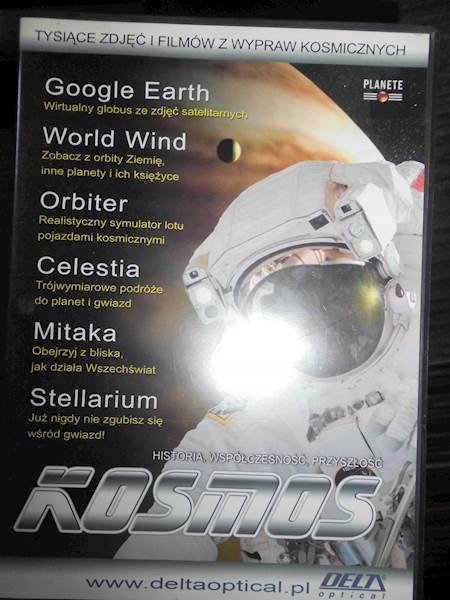 TYSIĄCE ZDJĘĆ I FILMÓW Z WYPRAW KOSMICZNYCH
PLANETE
Google Earth
Wirtualny globus ze zdjęć satelitarnych
World Wind
Zobacz z orbity Ziemię,
inne planety i ich księżyce
Orbiter
Realistyczny symulator lotu
pojazdami kosmicznymi
Celestia
Trójwymiarowe podróże
do planet i gwiazd
Mitaka
Obejrzyj z bliska,
jak działa Wszechświat
Stellarium
Już nigdy nie zgubisz się
wśród gwiazd!
HISTORIA, WSPÓŁCZESNOŚĆ, PRZYSZŁOŚĆ
KOSMOS
www.deltaoptical.pl
DELTA
optical